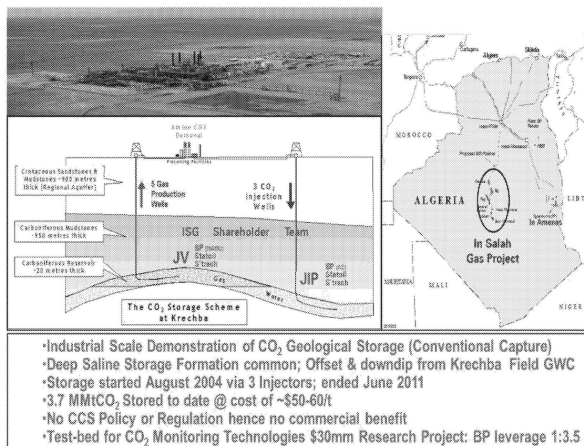 Amine CO2
Removal
Processing Facilities
Cretaceous Sandstones &
Mudstones ~900 metres
thick (Regional Aquifer)
5 Gas
Production
Wells
3 CO2
Injection
Wells
Carboniferous Mudstones
~950 metres thick
ISG Shareholder Team
JV
Statoil
S'trach
JIP
Statoil
S'trach
Carboniferous Reservoir
~20 metres thick
Gas
Water
The CO2 Storage Scheme
at Krechba
Algiers
Skikda
MOROCCO
ALGERIA
In Amenas
In Salah
Gas Project
MALI
NIGER
•Industrial Scale Demonstration of CO2 Geological Storage (Conventional Capture)
•Deep Saline Storage Formation common; Offset & downdip from Krechba Field GWC
•Storage started August 2004 via 3 Injectors; ended June 2011
•3.7 MMtCO2 Stored to date @ cost of ~$50-60/t
•No CCS Policy or Regulation hence no commercial benefit
•Test-bed for CO2 Monitoring Technologies $30mm Research Project: BP leverage 1:3.5